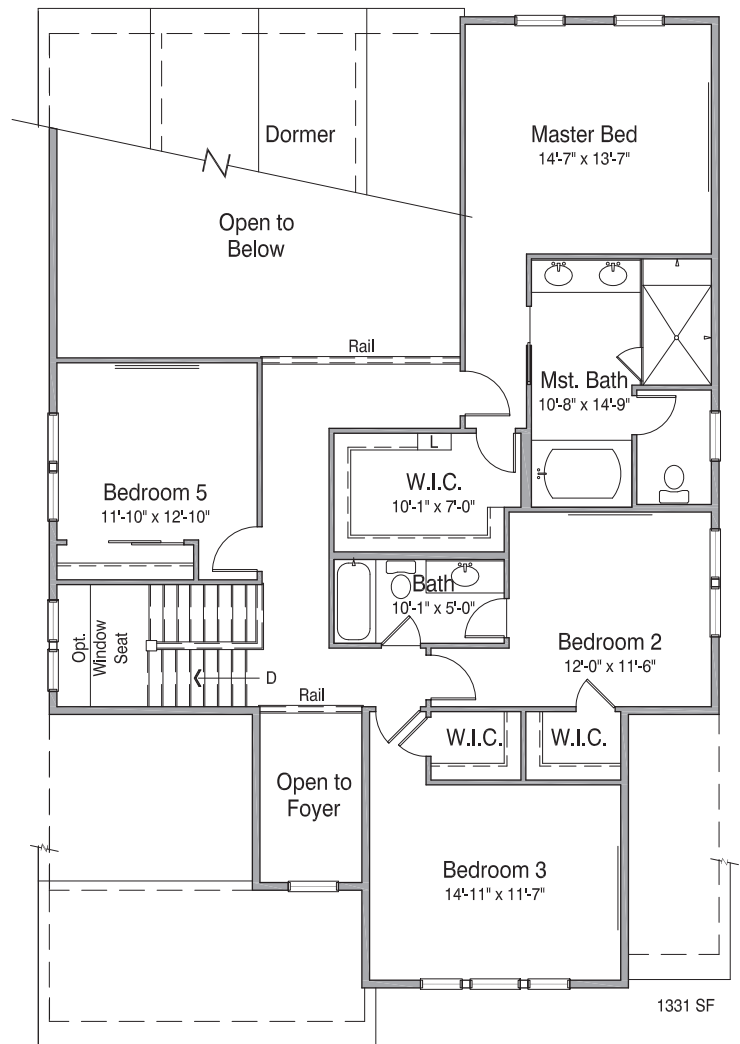 Dormer
Master Bed
14'-7" x 13'-7"
Open to
Below
Rail
Mst. Bath
10'-8" x 14'-9"
L
W.I.C.
10'-1" x 7'-0"
Bedroom 5
11'-10" x 12'-10"
Bath
10'-1" x 5'-0"
Opt.
Window
Seat
Bedroom 2
12'-0" x 11'-6"
D
Rail
W.I.C.
W.I.C.
Open to
Foyer
Bedroom 3
14'-11" x 11'-7"
1331 SF